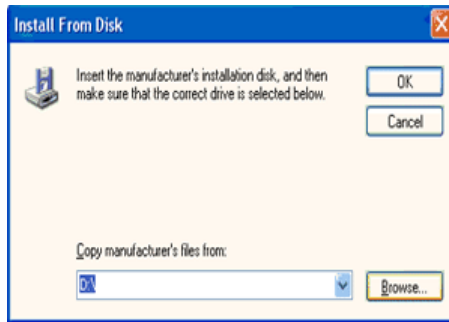 Install From Disk
Insert the manufacturer's installation disk, and then
make sure that the correct drive is selected below.
OK
Cancel
Copy manufacturer's files from:
D:\
Browse...